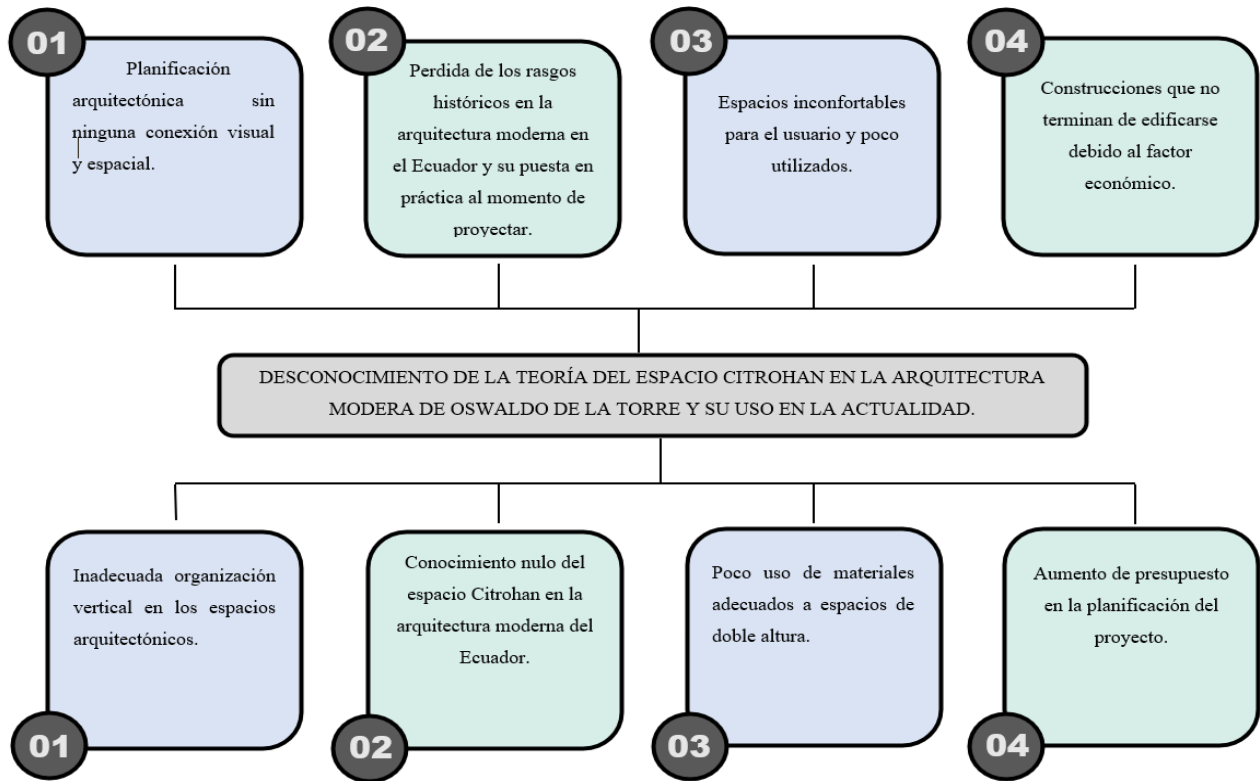 01
Planificación
arquitectónica sin
ninguna conexión visual
y espacial.
02
Perdida de los rasgos
históricos en la
arquitectura moderna en
el Ecuador y su puesta en
práctica al momento de
proyectar.
03
Espacios inconfortables
para el usuario y poco
utilizados.
04
Construcciones que no
terminan de edificarse
debido al factor
económico.
DESCONOCIMIENTO DE LA TEORÍA DEL ESPACIO CITROHAN EN LA ARQUITECTURA
MODERA DE OSWALDO DE LA TORRE Y SU USO EN LA ACTUALIDAD.
Inadecuada organización
vertical en los espacios
arquitectónicos.
01
Conocimiento nulo del
espacio Citrohan en la
arquitectura moderna del
Ecuador.
02
Poco uso de materiales
adecuados a espacios de
doble altura.
03
Aumento de presupuesto
en la planificación del
proyecto.
04